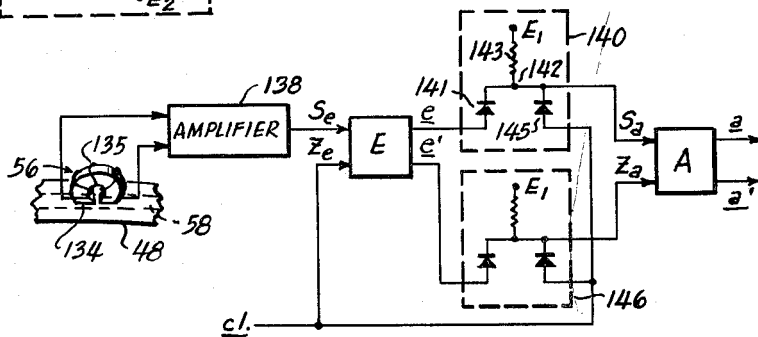 E2
138
AMPLIFIER
56
135
134
58
48
Se
Ze
E
e
e'
E1
143
142
140
141
145
Sa
Za
A
a
a'
E1
146
cl.